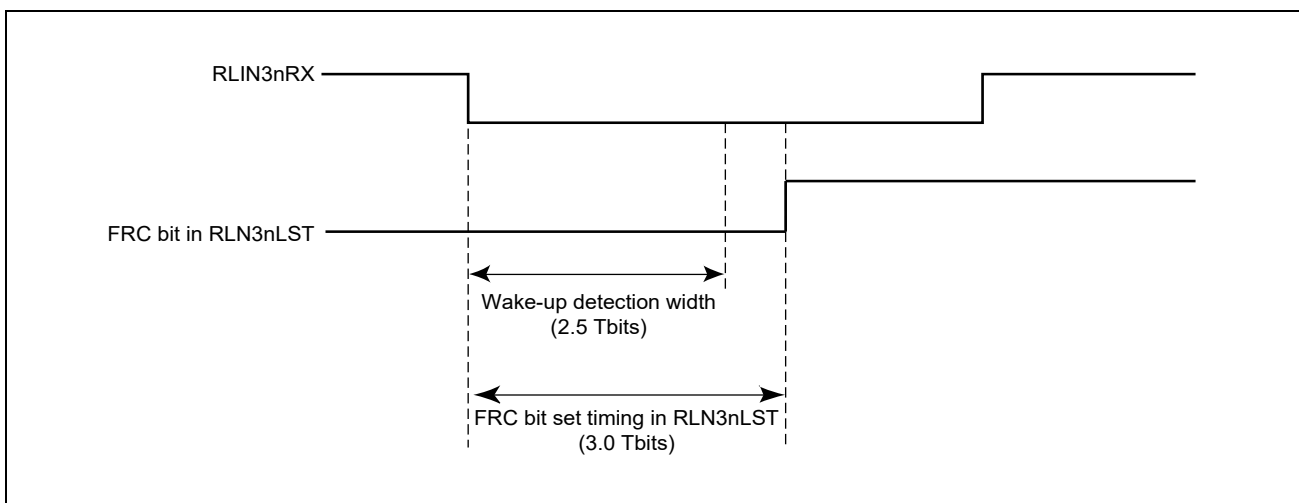 RLIN3nRX
FRC bit in RLN3nLST
Wake-up detection width
(2.5 Tbits)
FRC bit set timing in RLN3nLST
(3.0 Tbits)